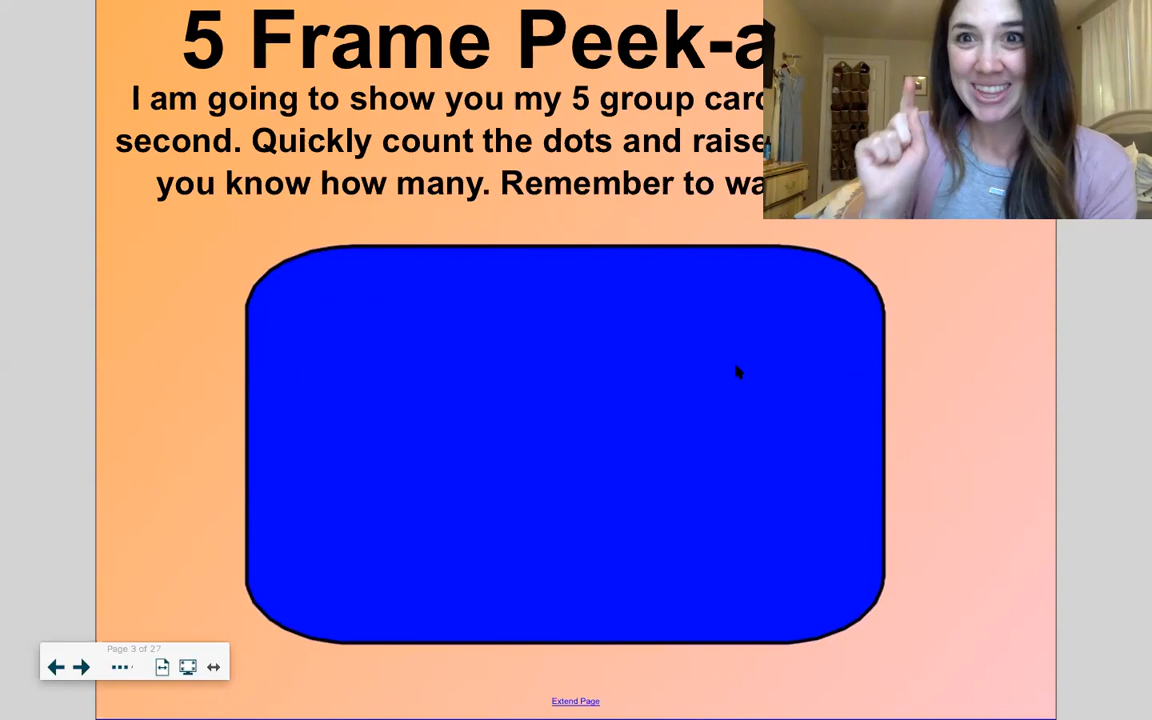 5 Frame Peek-a
I am going to show you my 5 group card
second. Quickly count the dots and raise
you know how many. Remember to wa
Page 3 of 27
Extend Page